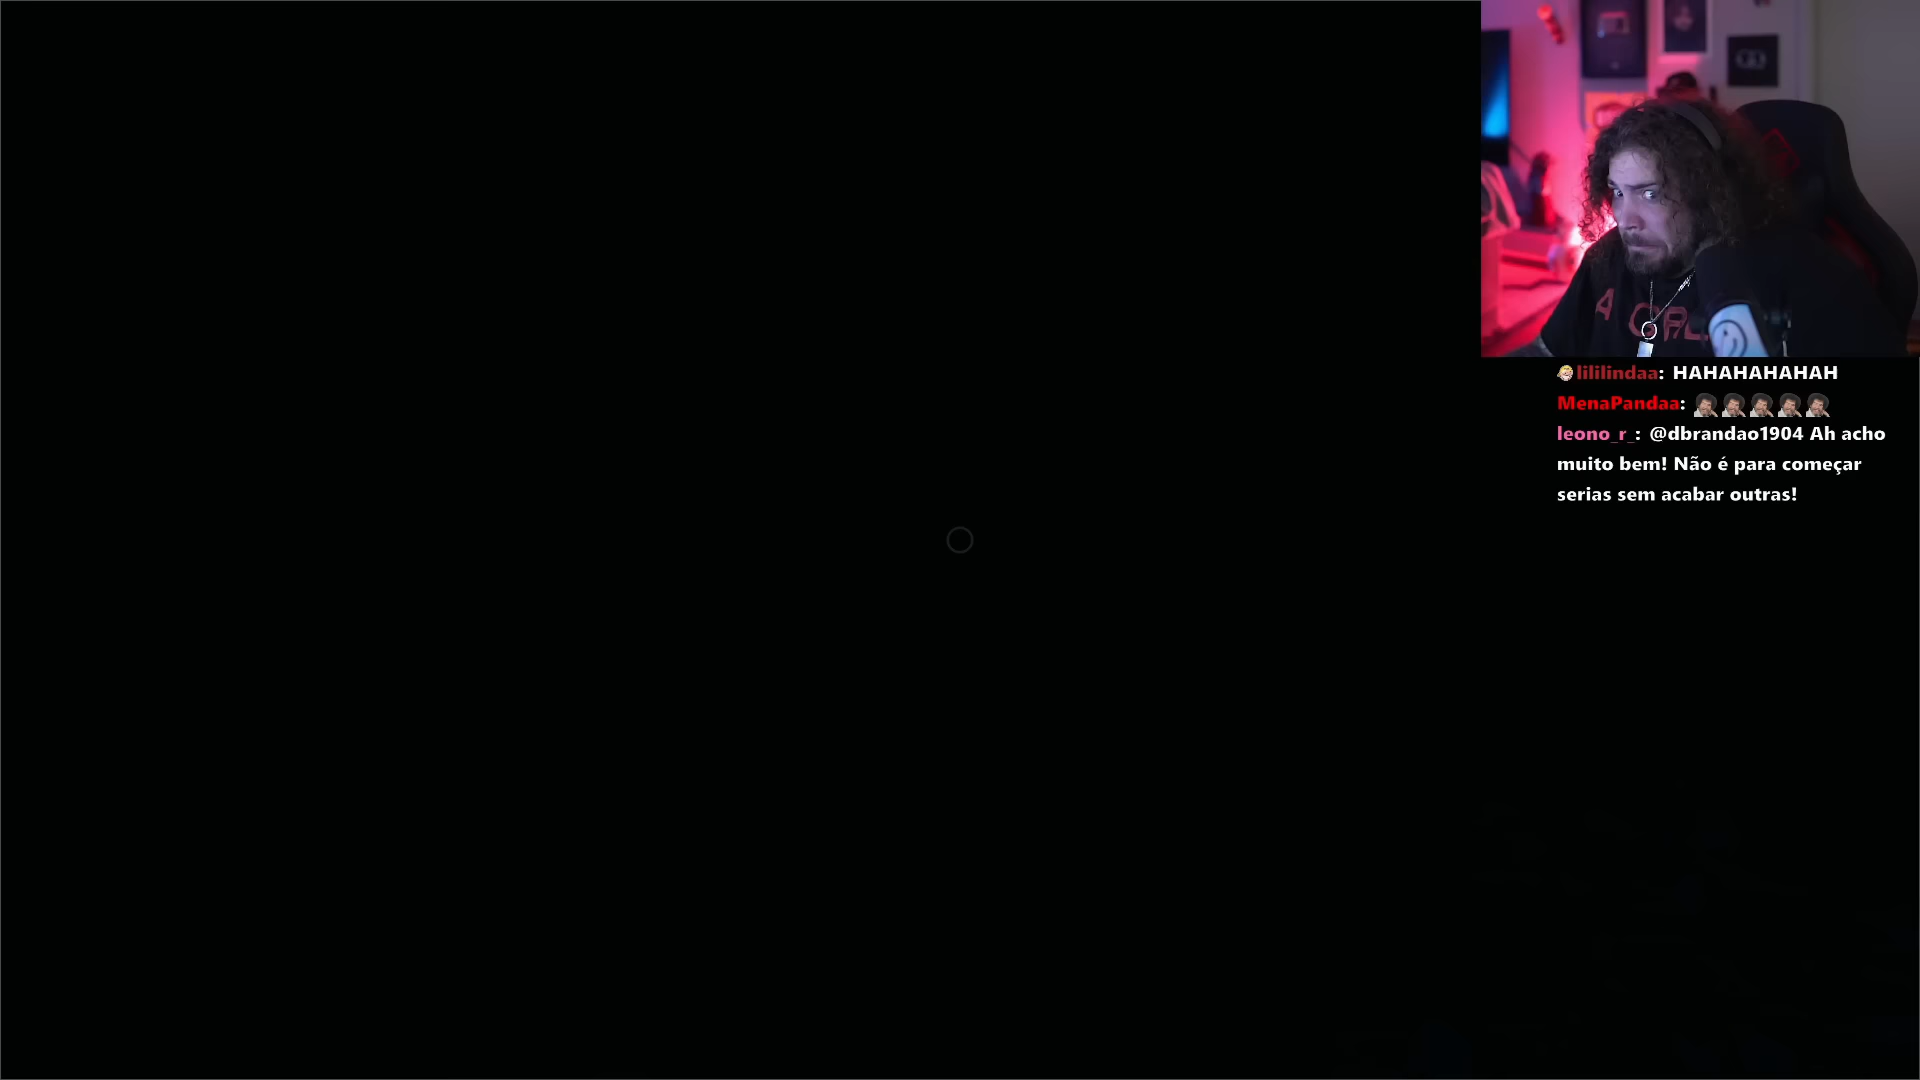 lililindaa: HAHAHAHAHAH
MenaPandaa:
leono_r_: @dbrandao1904 Ah acho
muito bem! Não é para começar
serias sem acabar outras!